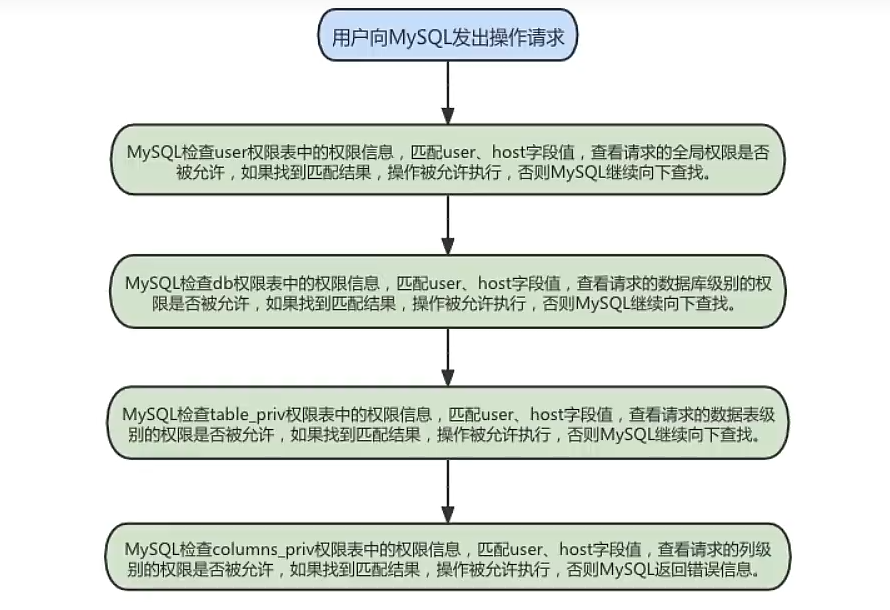 用户向MySQL发出操作请求
MySQL检查user权限表中的权限信息，匹配user、host字段值，查看请求的全局权限是否
被允许，如果找到匹配结果，操作被允许执行，否则MySQL继续向下查找。
MySQL检查db权限表中的权限信息，匹配user、host字段值，查看请求的数据库级别的权
限是否被允许，如果找到匹配结果，操作被允许执行，否则MySQL继续向下查找。
MySQL检查table_priv权限表中的权限信息，匹配user、host字段值，查看请求的数据表级
别的权限是否被允许，如果找到匹配结果，操作被允许执行，否则MySQL继续向下查找。
MySQL检查columns_priv权限表中的权限信息，匹配user、host字段值，查看请求的列级
别的权限是否被允许，如果找到匹配结果，操作被允许执行，否则MySQL返回错误信息。